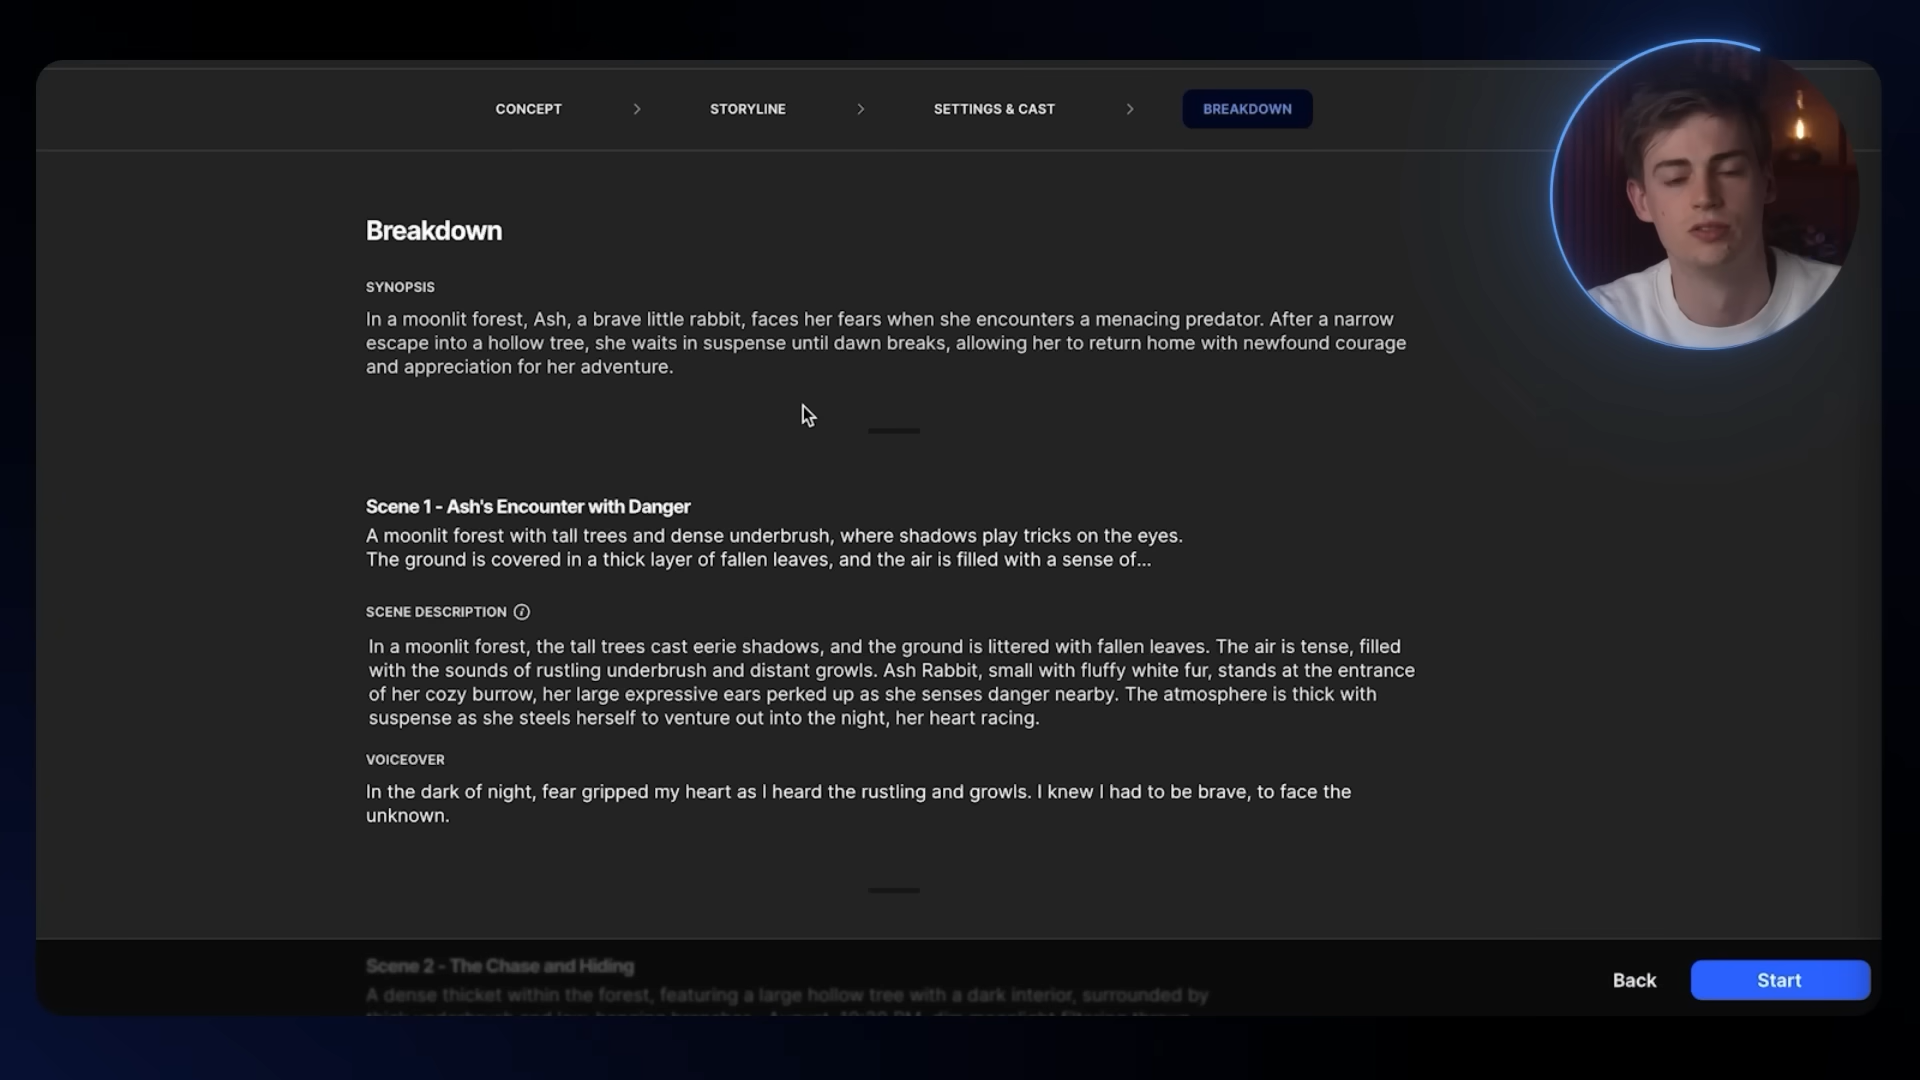 CONCEPT
STORYLINE
SETTINGS & CAST
BREAKDOWN
Breakdown
SYNOPSIS
In a moonlit forest, Ash, a brave little rabbit, faces her fears when she encounters a menacing predator. After a narrow
escape into a hollow tree, she waits in suspense until dawn breaks, allowing her to return home with newfound courage
and appreciation for her adventure.
Scene 1 - Ash's Encounter with Danger
A moonlit forest with tall trees and dense underbrush, where shadows play tricks on the eyes.
The ground is covered in a thick layer of fallen leaves, and the air is filled with a sense of...
SCENE DESCRIPTION
In a moonlit forest, the tall trees cast eerie shadows, and the ground is littered with fallen leaves. The air is tense, filled
with the sounds of rustling underbrush and distant growls. Ash Rabbit, small with fluffy white fur, stands at the entrance
of her cozy burrow, her large expressive ears perked up as she senses danger nearby. The atmosphere is thick with
suspense as she steels herself to venture out into the night, her heart racing.
VOICEOVER
In the dark of night, fear gripped my heart as I heard the rustling and growls. I knew I had to be brave, to face the
unknown.
Scene 2 - The Chase and Hiding
A dense thicket within the forest, featuring a large hollow tree with a dark interior, surrounded by
Back
Start